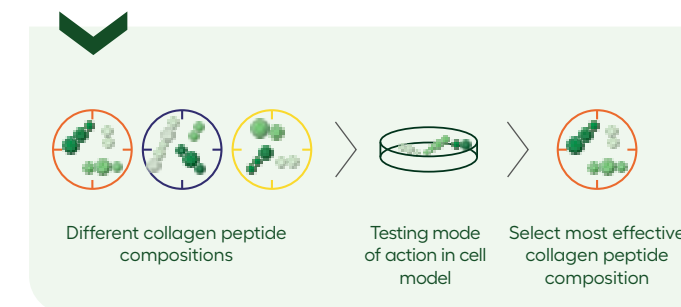 Different collagen peptide
compositions
Testing mode
of action in cell
model
Select most effective
collagen peptide
composition